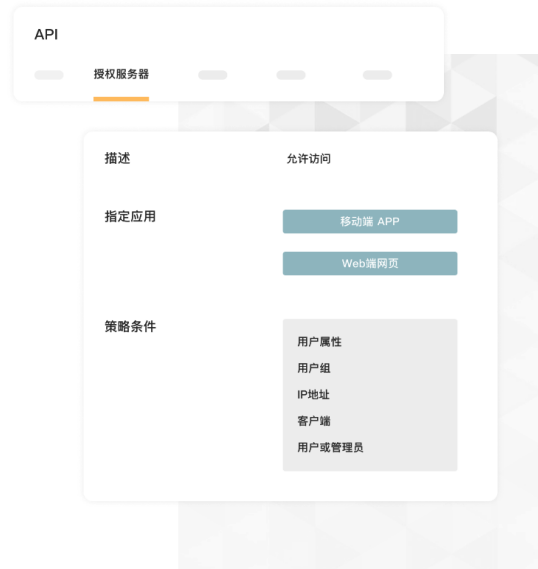 API
授权服务器
描述
允许访问
指定应用
移动端 APP
Web端网页
策略条件
用户属性
用户组
IP地址
客户端
用户或管理员